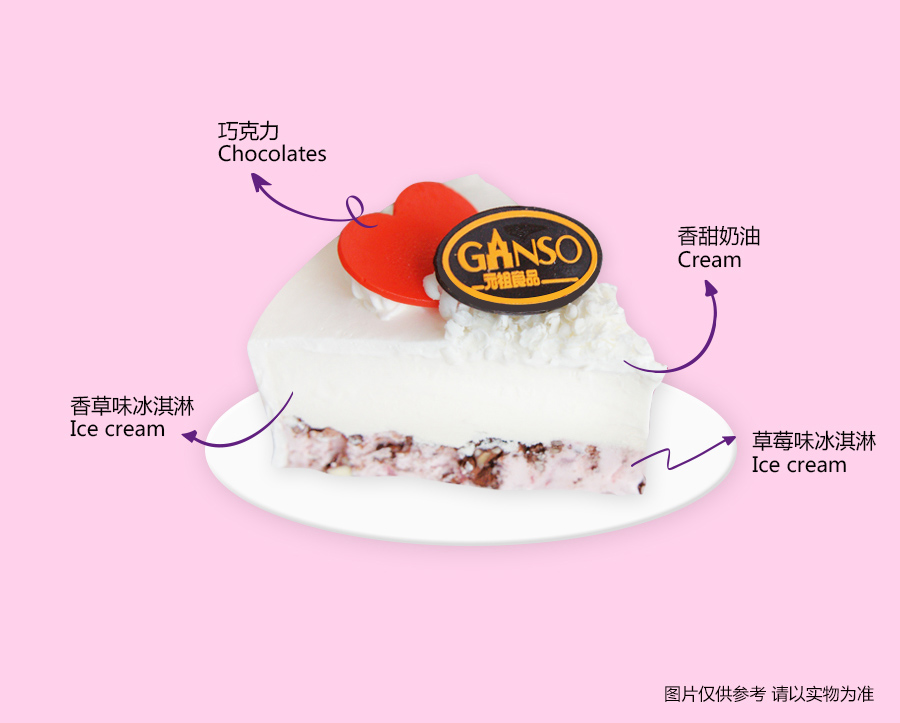 巧克力
Chocolates
GANSO
元祖食品
香甜奶油
Cream
香草味冰淇淋
Ice cream
草莓味冰淇淋
Ice cream
图片仅供参考 请以实物为准